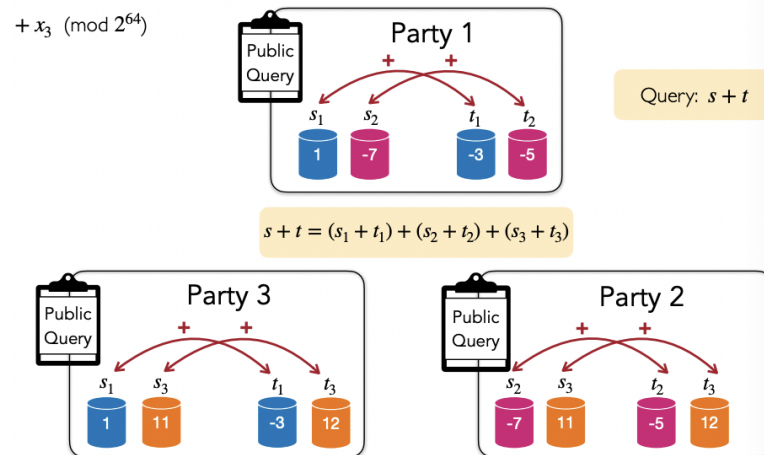 + x₃ (mod 2⁶⁴)
Public
Query
Party 1
+ +
s₁ s₂ t₁ t₂
1 -7 -3 -5
Query: s + t
s + t = (s₁ + t₁) + (s₂ + t₂) + (s₃ + t₃)
Public
Query
Party 3
+ +
s₁ s₃ t₁ t₃
1 11 -3 12
Public
Query
Party 2
+ +
s₂ s₃ t₂ t₃
-7 11 -5 12